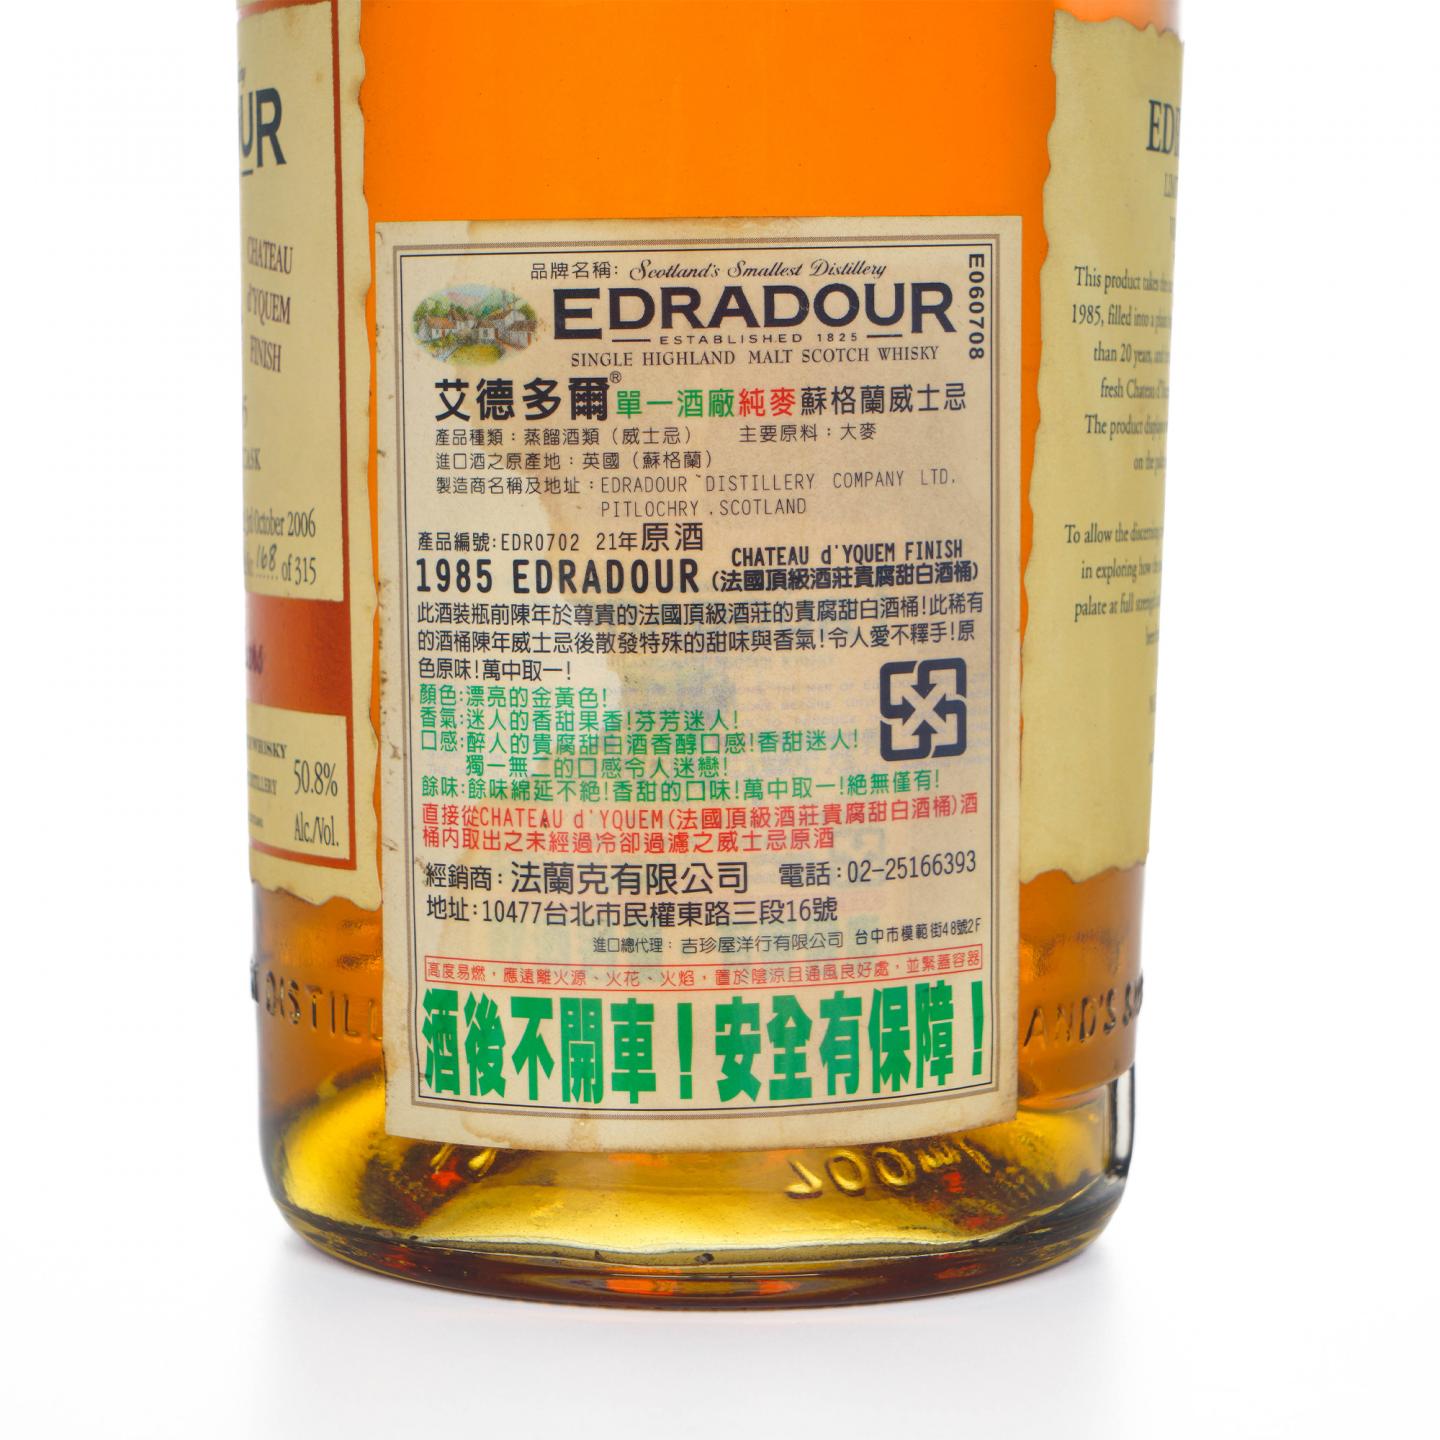 UR
CHATEAU
d'YQUEM
FINISH
October 2006
168 of 315
WHISKY
50.8%
Alc./Vol.
品牌名稱: Scotland's Smallest Distillery
EDRADOUR
ESTABLISHED 1825
SINGLE HIGHLAND MALT SCOTCH WHISKY
E060708
艾德多爾®單一酒廠純麥蘇格蘭威士忌
產品種類：蒸餾酒類（威士忌） 主要原料：大麥
進口酒之原產地：英國（蘇格蘭）
製造商名稱及地址：EDRADOUR DISTILLERY COMPANY LTD.
PITLOCHRY .SCOTLAND
產品編號:EDR0702 21年原酒
CHATEAU d'YQUEM FINISH
1985 EDRADOUR (法國頂級酒莊貴腐甜白酒桶)
此酒裝瓶前陳年於尊貴的法國頂級酒莊的貴腐甜白酒桶!此稀有
的酒桶陳年威士忌後散發特殊的甜味與香氣!令人愛不釋手!原
色原味!萬中取一!
顏色:漂亮的金黃色!
香氣:迷人的香甜果香!芬芳迷人!
口感:醉人的貴腐甜白酒香醇口感!香甜迷人!
獨一無二的口感令人迷戀!
餘味:餘味綿延不絕!香甜的口味!萬中取一!絕無僅有!
直接從CHATEAU d'YQUEM(法國頂級酒莊貴腐甜白酒桶)酒
桶內取出之未經過冷卻過濾之威士忌原酒
經銷商：法蘭克有限公司 電話：02-25166393
地址:10477台北市民權東路三段16號
進口總代理：吉珍屋洋行有限公司 台中市模範街48號2F
高度易燃，應遠離火源、火花、火焰，置於陰涼且通風良好處，並緊蓋容器
酒後不開車！安全有保障！
DISTILL
AND'S
700ml
This product takes the
1985, filled into a
than 20 years, and
fresh Chateau d'
The product
on the
To allow the discerning
in exploring how the
palate at full